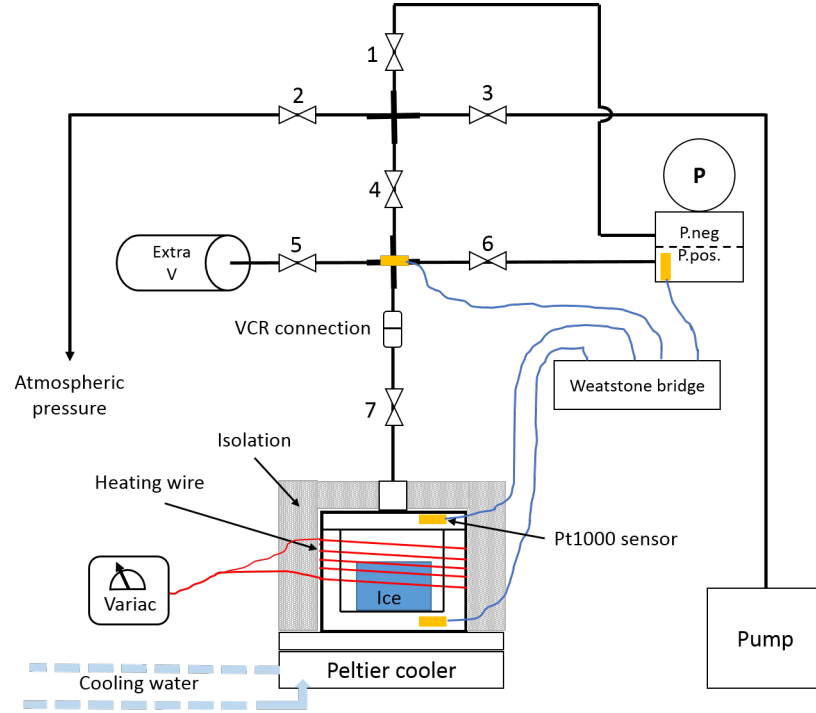 1
2
3
P
4
P.neg
P.pos.
5
6
Extra
V
VCR connection
Atmospheric
pressure
Weatstone bridge
7
Isolation
Heating wire
Pt1000 sensor
Variac
Ice
Pump
Peltier cooler
Cooling water